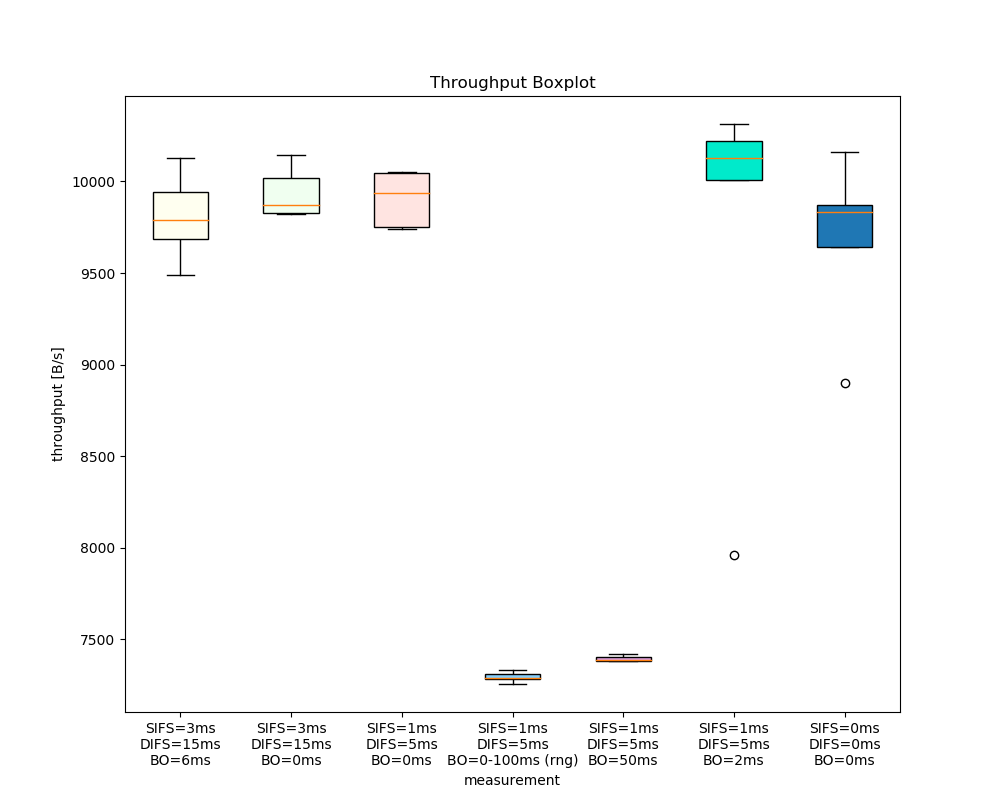 Throughput Boxplot
throughput [B/s]
10000
9500
9000
8500
8000
7500
SIFS=3ms
DIFS=15ms
BO=6ms
SIFS=3ms
DIFS=15ms
BO=0ms
SIFS=1ms
DIFS=5ms
BO=0ms
SIFS=1ms
DIFS=5ms
BO=0-100ms (rng)
SIFS=1ms
DIFS=5ms
BO=50ms
SIFS=1ms
DIFS=5ms
BO=2ms
SIFS=0ms
DIFS=0ms
BO=0ms
measurement